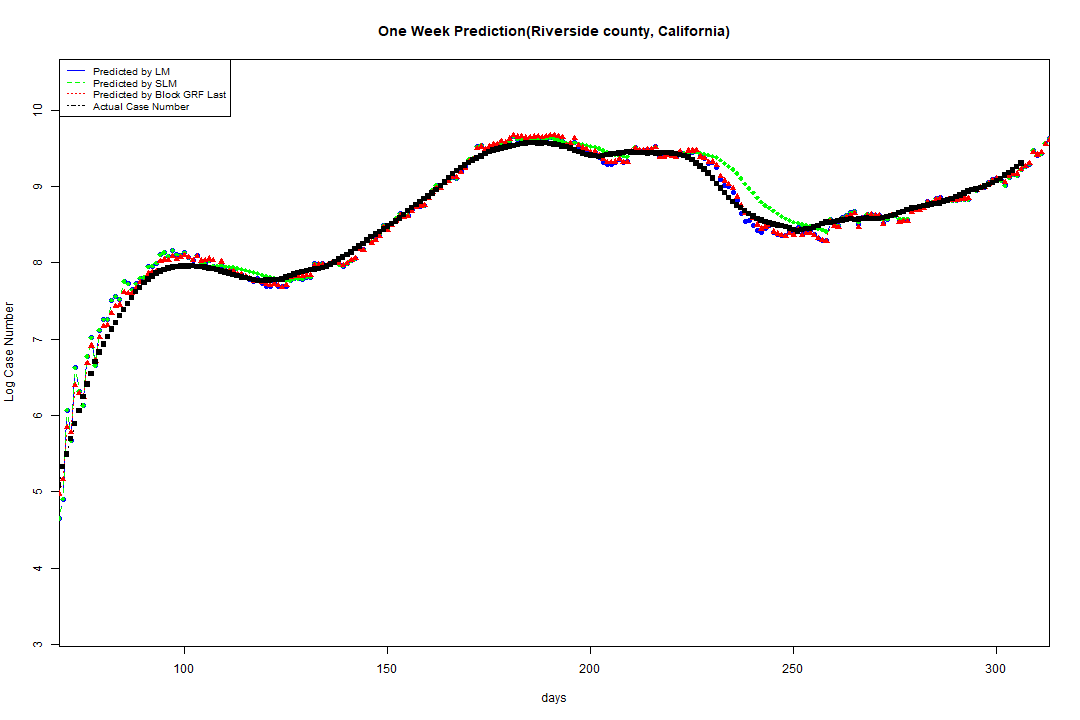 One Week Prediction(Riverside county, California)
Predicted by LM
Predicted by SLM
Predicted by Block GRF Last
Actual Case Number
10
9
8
7
6
5
4
3
Log Case Number
100 150 200 250 300
days